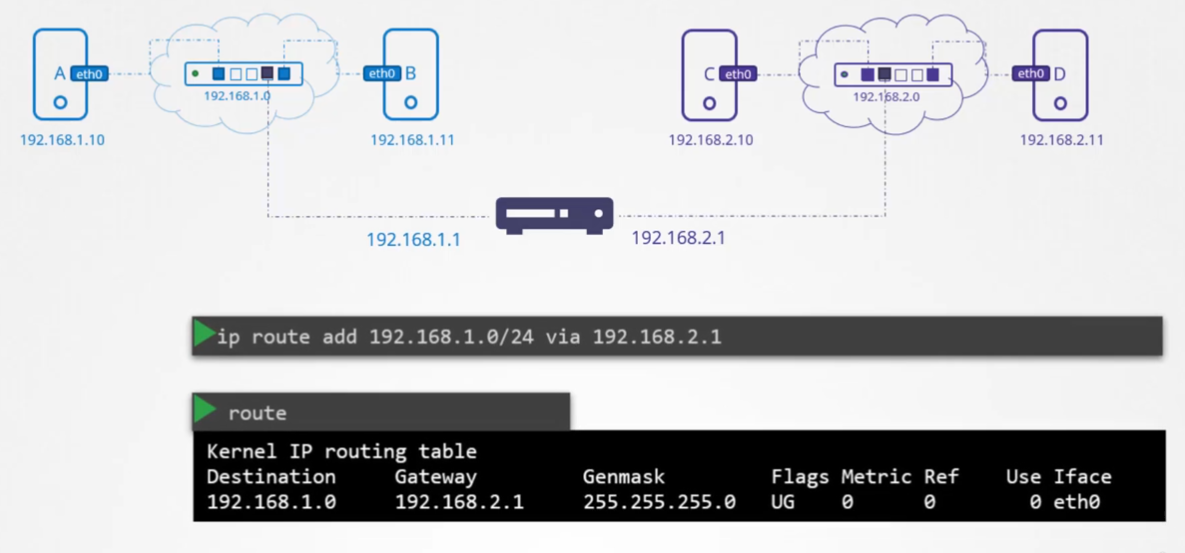 A eth0
eth0 B
C eth0
eth0 D
192.168.1.0
192.168.2.0
192.168.1.10
192.168.1.11
192.168.2.10
192.168.2.11
192.168.1.1
192.168.2.1
ip route add 192.168.1.0/24 via 192.168.2.1
route
Kernel IP routing table
Destination Gateway Genmask Flags Metric Ref Use Iface
192.168.1.0 192.168.2.1 255.255.255.0 UG 0 0 0 eth0